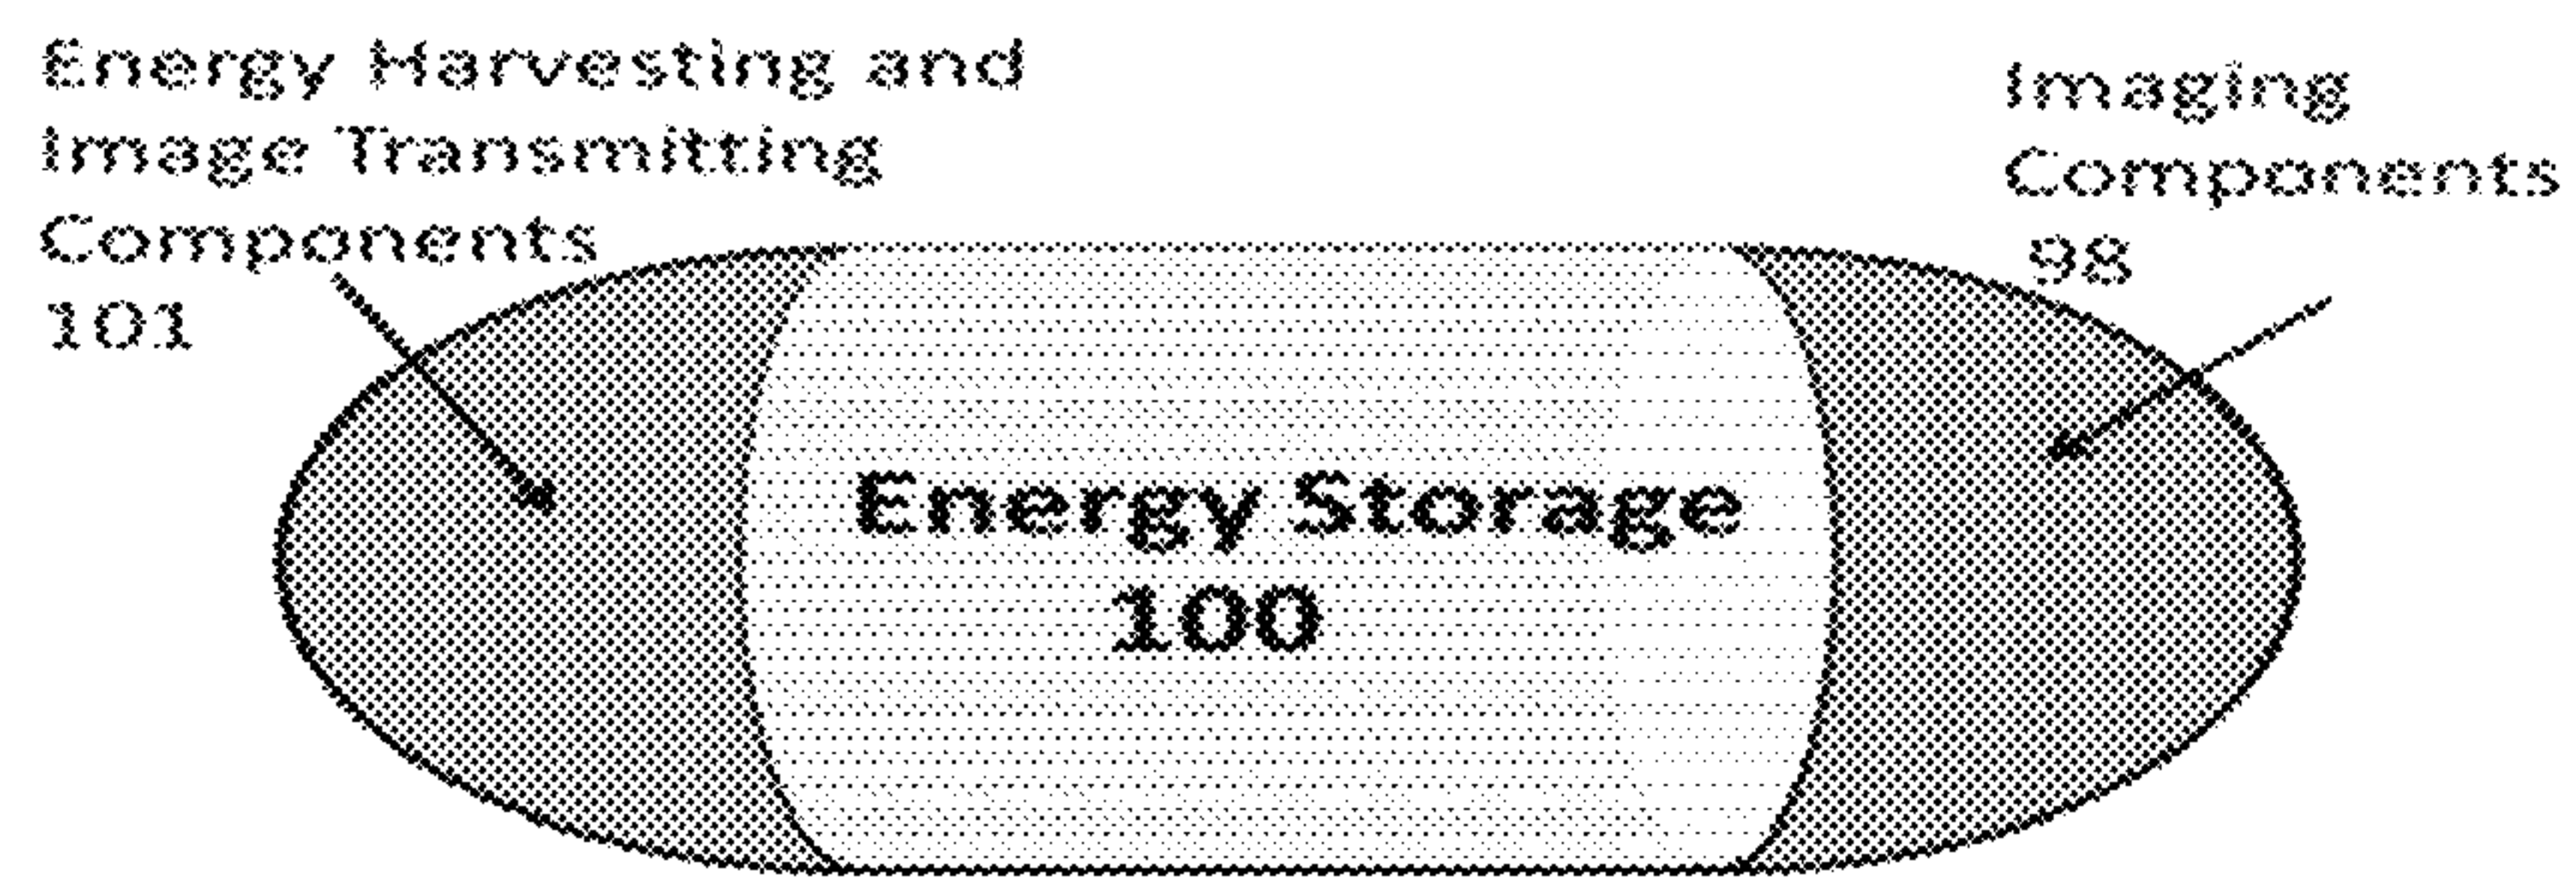 Energy Harvesting and
Image Transmitting
Components
101
Imaging
Components
98
Energy Storage
100